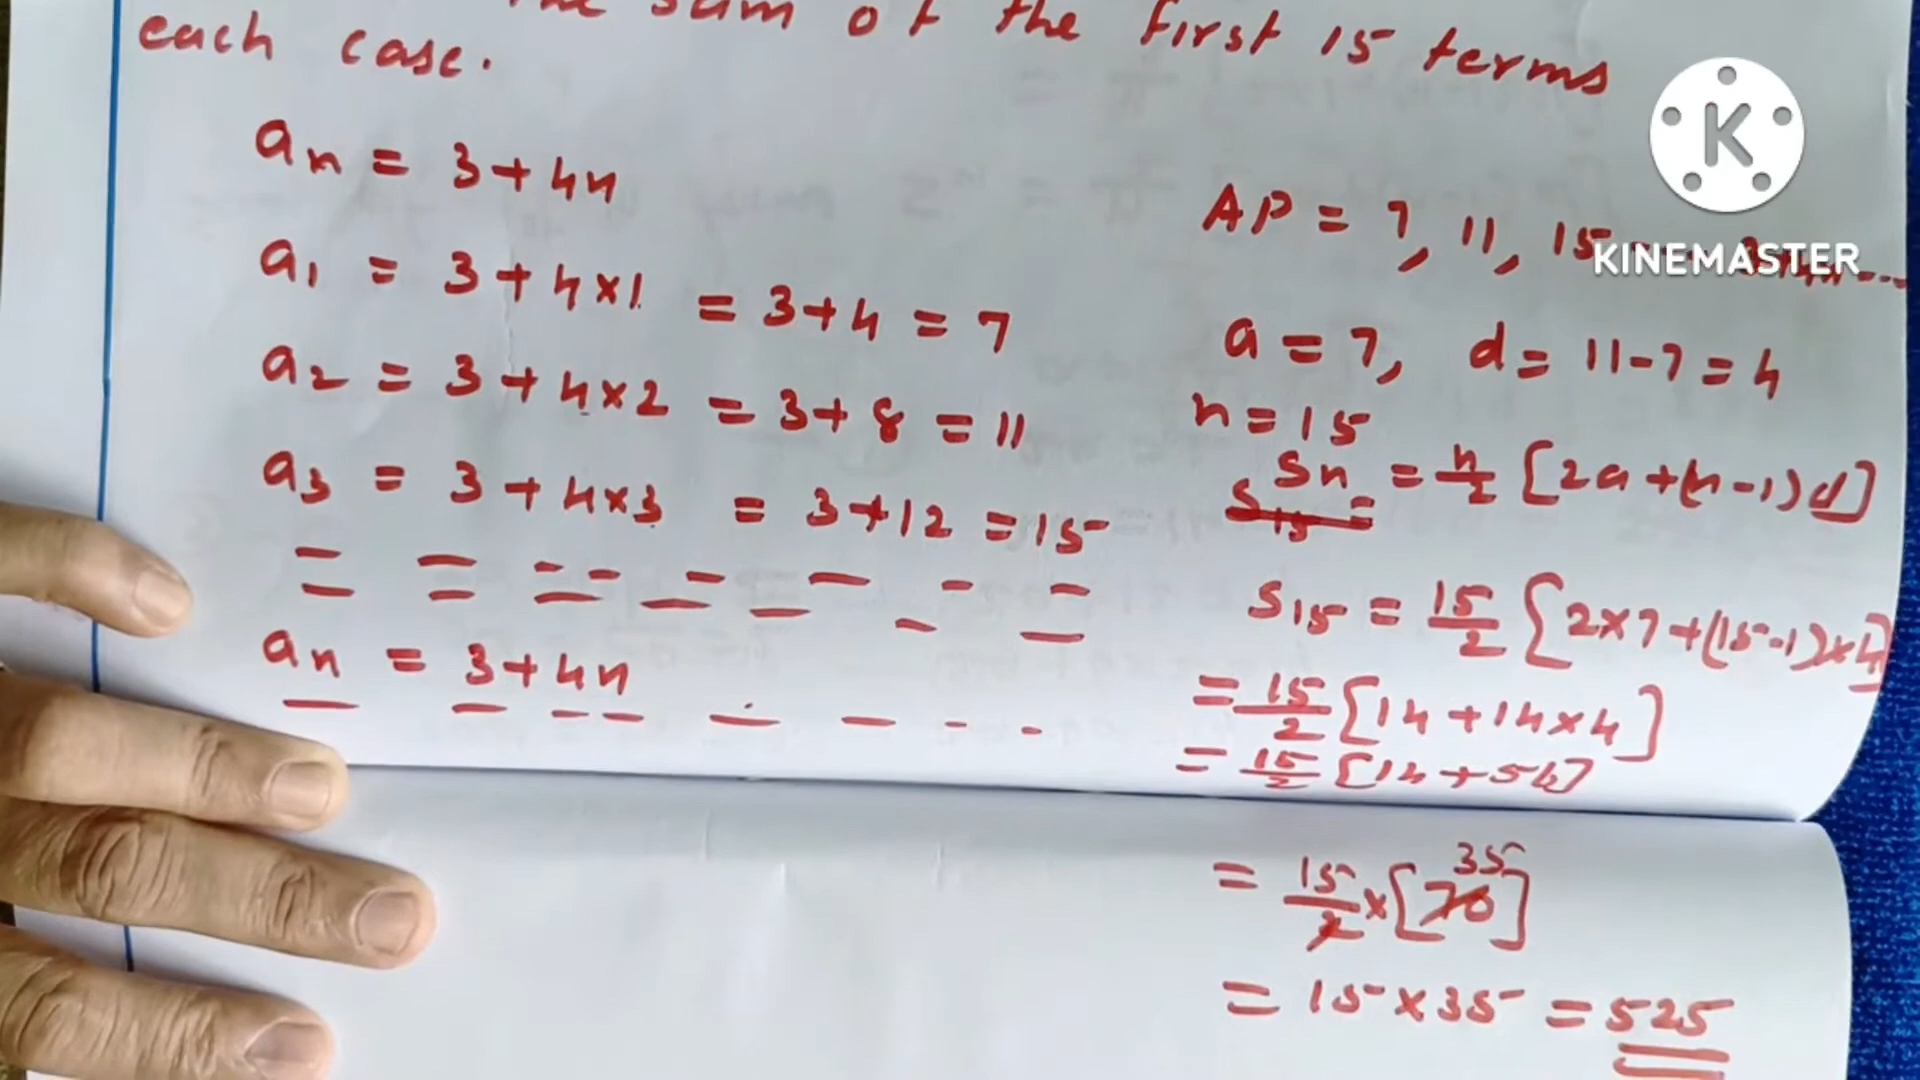 the sum of the first 15 terms
each case.
an = 3+4n
a1 = 3+4×1 = 3+4 = 7
a2 = 3+4×2 = 3+8 = 11
a3 = 3+4×3 = 3+12 = 15
an = 3+4n
AP = 7, 11, 15
a = 7, d = 11-7 = 4
n = 15
Sn = n/2 [2a+(n-1)d]
S15 =
S15 = 15/2 [2×7+(15-1)×4]
= 15/2 [14+14×4]
= 15/2 [14+56]
= 15/2 × [70] 35
= 15×35 = 525
K
KINEMASTER